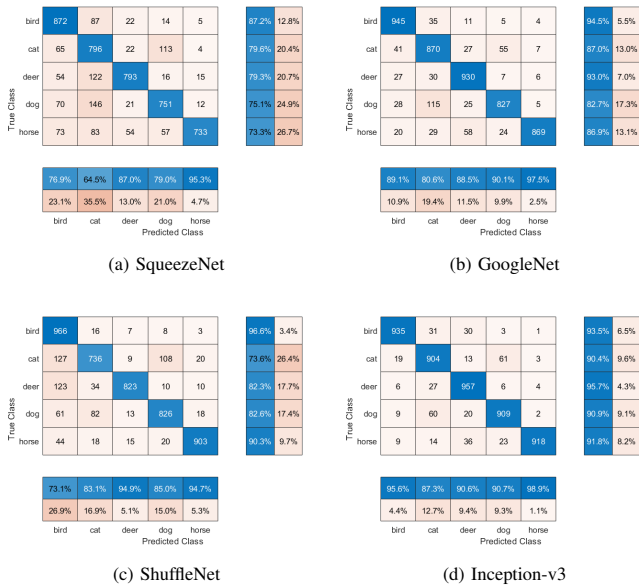 bird 872 87 22 14 5 87.2% 12.8%
cat 65 796 22 113 4 79.6% 20.4%
deer 54 122 793 16 15 79.3% 20.7%
dog 70 146 21 751 12 75.1% 24.9%
horse 73 83 54 57 733 73.3% 26.7%
True Class
76.9% 64.5% 87.0% 79.0% 95.3%
23.1% 35.5% 13.0% 21.0% 4.7%
bird cat deer dog horse
Predicted Class
(a) SqueezeNet
bird 945 35 11 5 4 94.5% 5.5%
cat 41 870 27 55 7 87.0% 13.0%
deer 27 30 930 7 6 93.0% 7.0%
dog 28 115 25 827 5 82.7% 17.3%
horse 20 29 58 24 869 86.9% 13.1%
True Class
89.1% 80.6% 88.5% 90.1% 97.5%
10.9% 19.4% 11.5% 9.9% 2.5%
bird cat deer dog horse
Predicted Class
(b) GoogleNet
bird 966 16 7 8 3 96.6% 3.4%
cat 127 736 9 108 20 73.6% 26.4%
deer 123 34 823 10 10 82.3% 17.7%
dog 61 82 13 826 18 82.6% 17.4%
horse 44 18 15 20 903 90.3% 9.7%
True Class
73.1% 83.1% 94.9% 85.0% 94.7%
26.9% 16.9% 5.1% 15.0% 5.3%
bird cat deer dog horse
Predicted Class
(c) ShuffleNet
bird 935 31 30 3 1 93.5% 6.5%
cat 19 904 13 61 3 90.4% 9.6%
deer 6 27 957 6 4 95.7% 4.3%
dog 9 60 20 909 2 90.9% 9.1%
horse 9 14 36 23 918 91.8% 8.2%
True Class
95.6% 87.3% 90.6% 90.7% 98.9%
4.4% 12.7% 9.4% 9.3% 1.1%
bird cat deer dog horse
Predicted Class
(d) Inception-v3